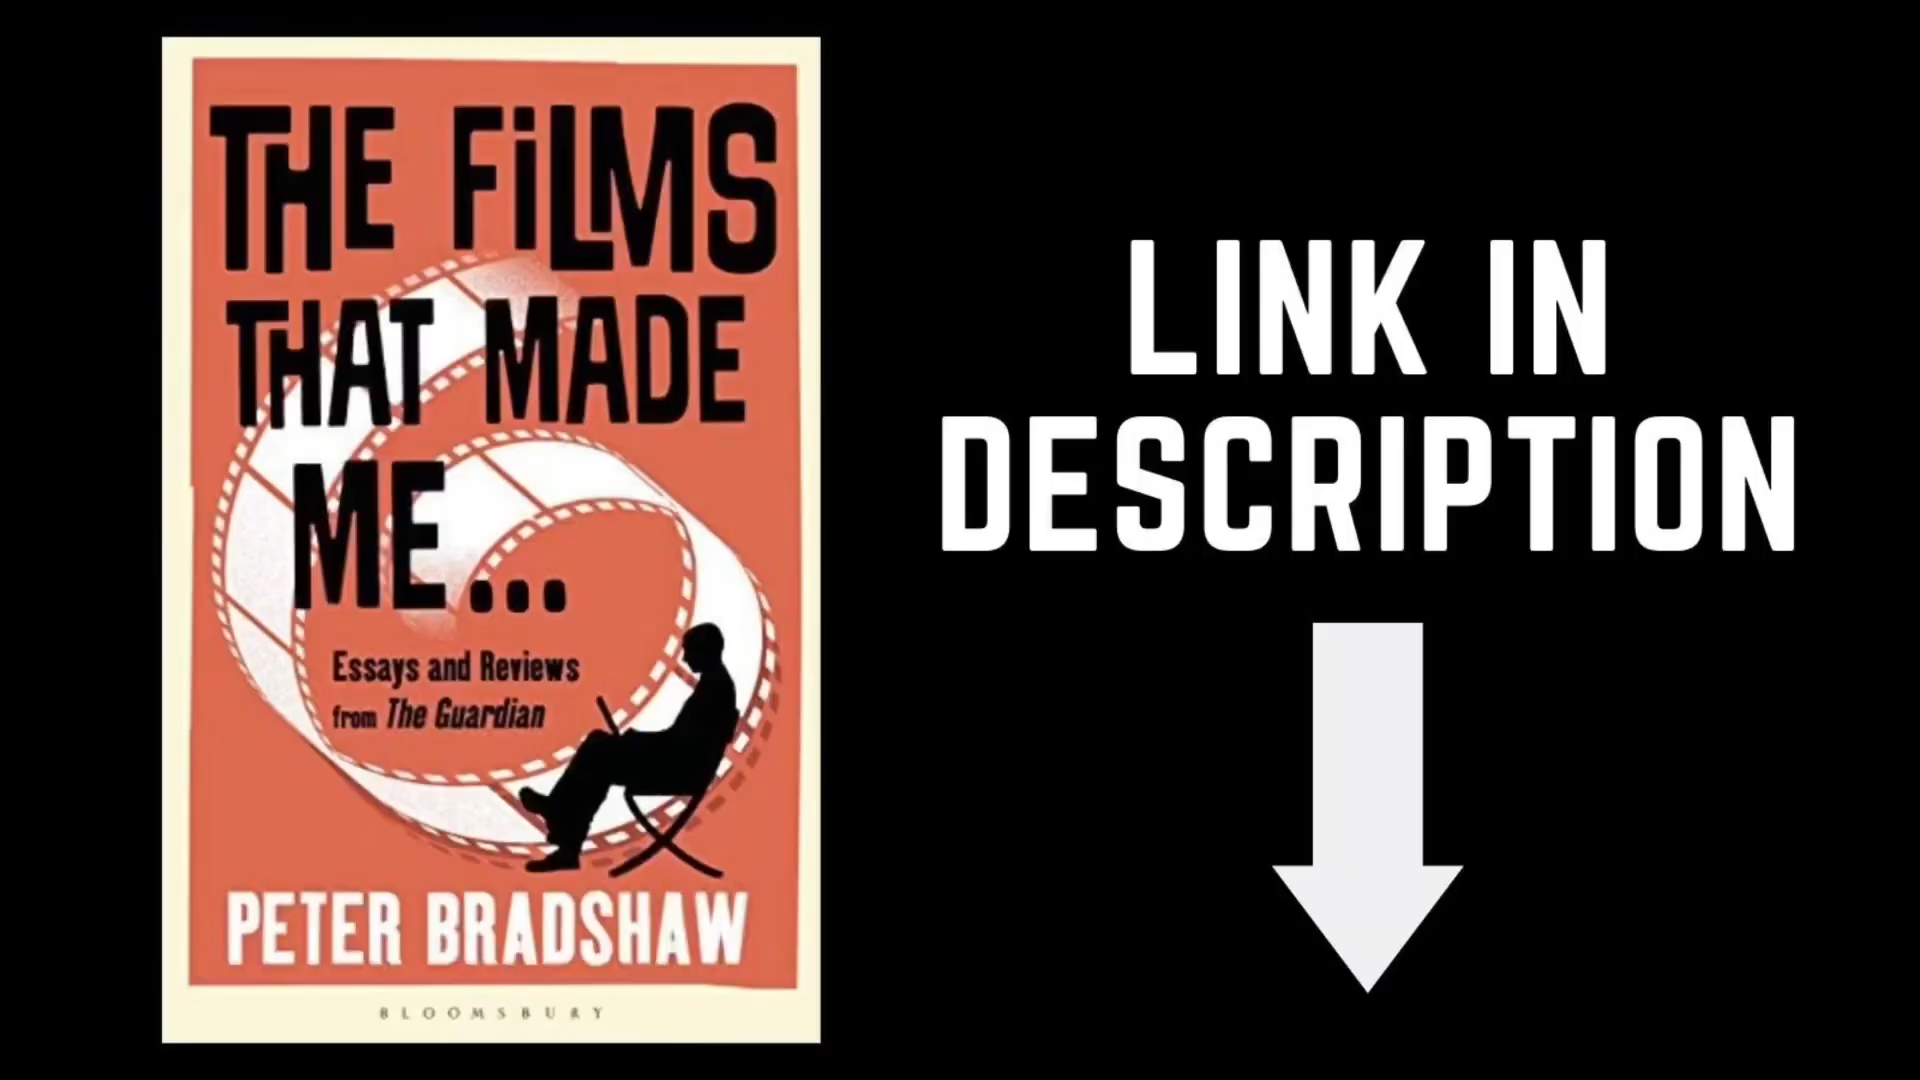 THE FiLMS
THAT MADE
ME...
Essays and Reviews
from The Guardian
PETER BRADSHAW
BLOOMSBURY
LINK IN
DESCRIPTION